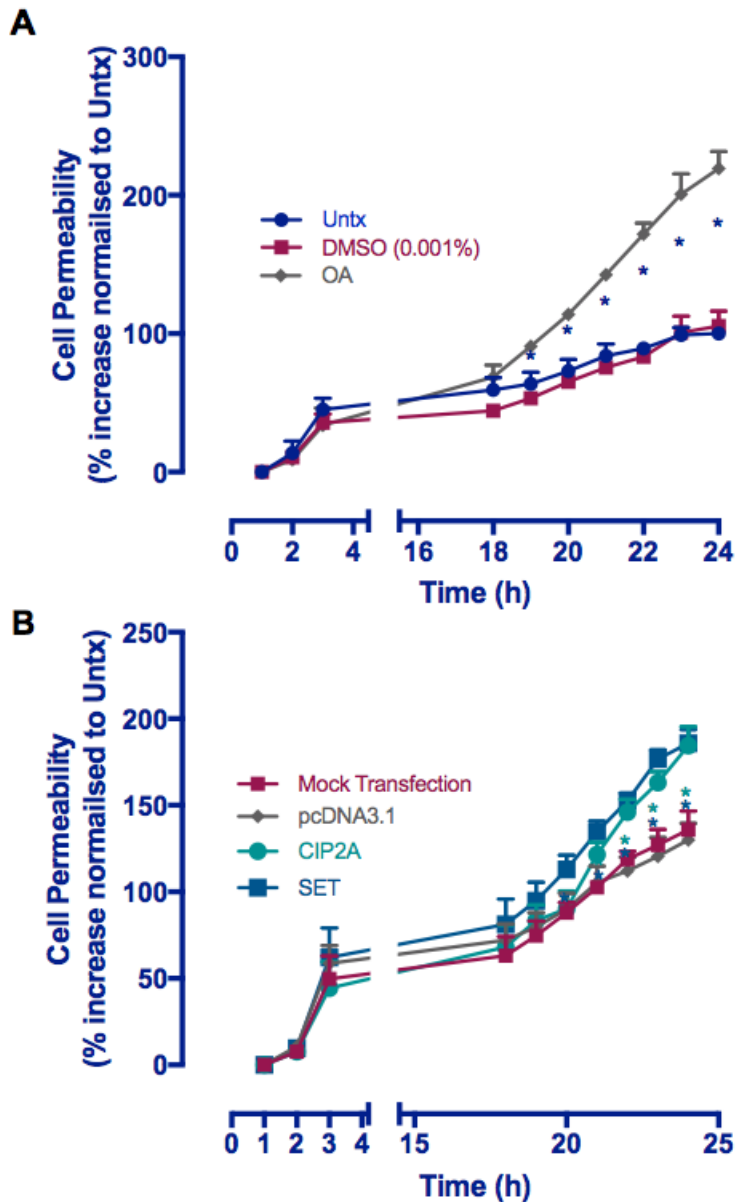 A
Cell Permeability
(% increase normailsed to Untx)
300
200
100
0
Untx
DMSO (0.001%)
OA
* * * * * *
0 2 4 16 18 20 22 24
Time (h)
B
Cell Permeability
(% increase normailsed to Untx)
250
200
150
100
50
0
Mock Transfection
pcDNA3.1
CIP2A
SET
0 1 2 3 4 15 20 25
Time (h)